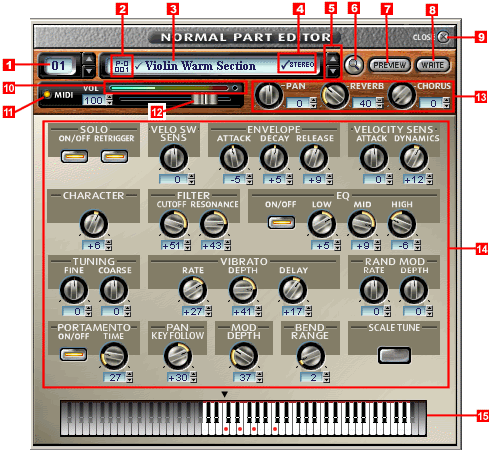 2 3 4 5 6 7 8
NORMAL PART EDITOR CLOSE 9
1 01 P-D 001 ✓ Violin Warm Section ✓STEREO PREVIEW WRITE
10 VOL PAN REVERB CHORUS
11 MIDI 100 12 0 40 0 13
SOLO VELO SW ENVELOPE VELOCITY SENS
ON/OFF RETRIGGER SENS ATTACK DECAY RELEASE ATTACK DYNAMICS
0 -5 +5 +9 0 +12
CHARACTER FILTER EQ
CUTOFF RESONANCE ON/OFF LOW MID HIGH
+6 +51 +43 +5 +9 -6 14
TUNING VIBRATO RAND MOD
FINE COARSE RATE DEPTH DELAY RATE DEPTH
0 0 +27 +41 +17 0 0
PORTAMENTO PAN MOD BEND SCALE TUNE
ON/OFF TIME KEY FOLLOW DEPTH RANGE
27 +30 37 2
15